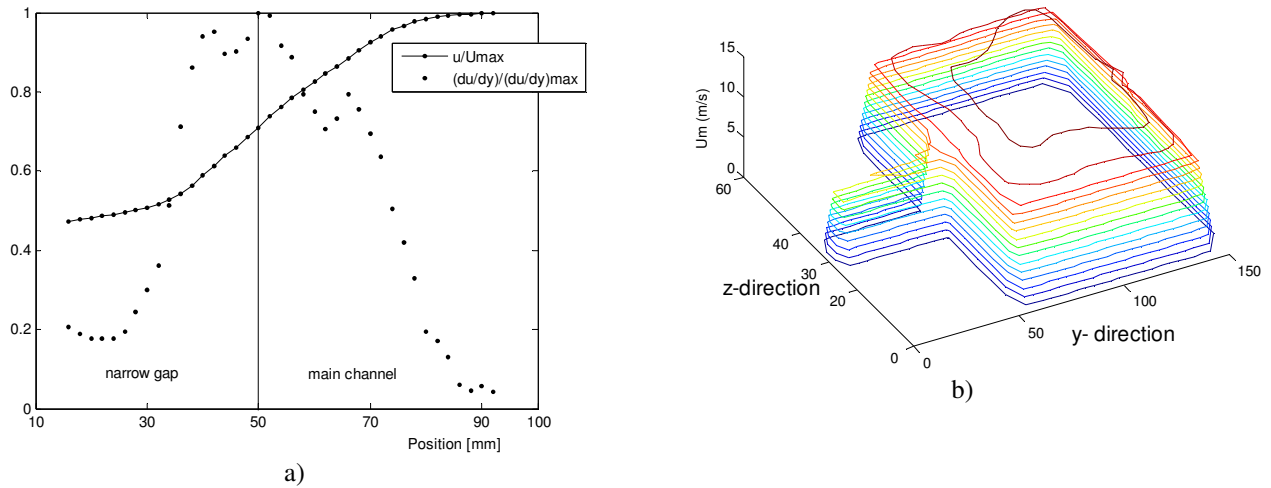 1
0.8
0.6
0.4
0.2
0
10
30
50
70
90
100
Position [mm]
u/Umax
(du/dy)/(du/dy)max
narrow gap
main channel
a)
15
10
5
0
Um (m/s)
60
40
30
20
0
z-direction
0
50
100
150
y- direction
b)